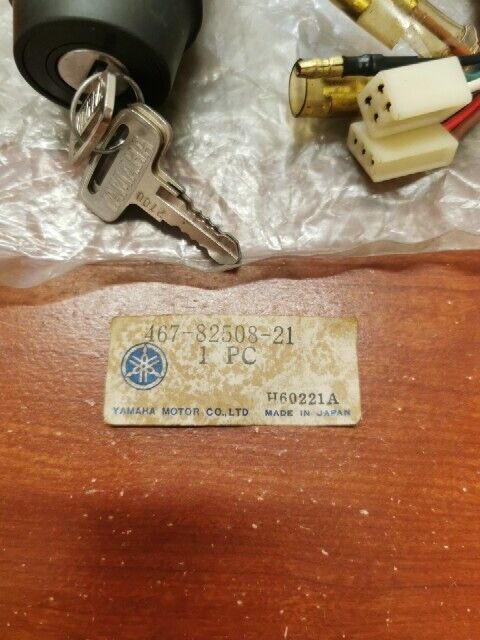 YAMAHA
467-82508-21
1 PC
H60221A
YAMAHA MOTOR CO.,LTD MADE IN JAPAN